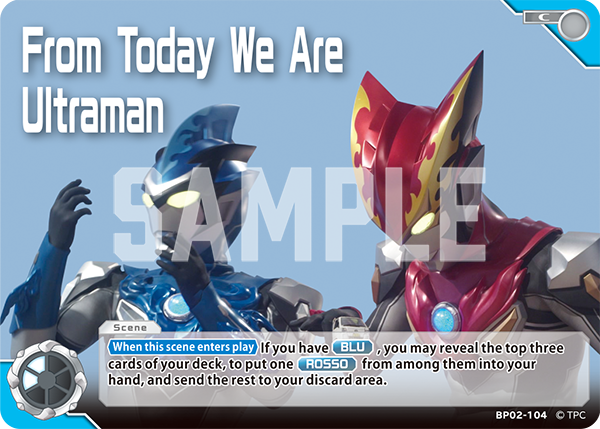 C
From Today We Are
Ultraman
SAMPLE
Scene
When this scene enters play If you have BLU , you may reveal the top three
cards of your deck, to put one ROSSO from among them into your
hand, and send the rest to your discard area.
BP02-104 © TPC